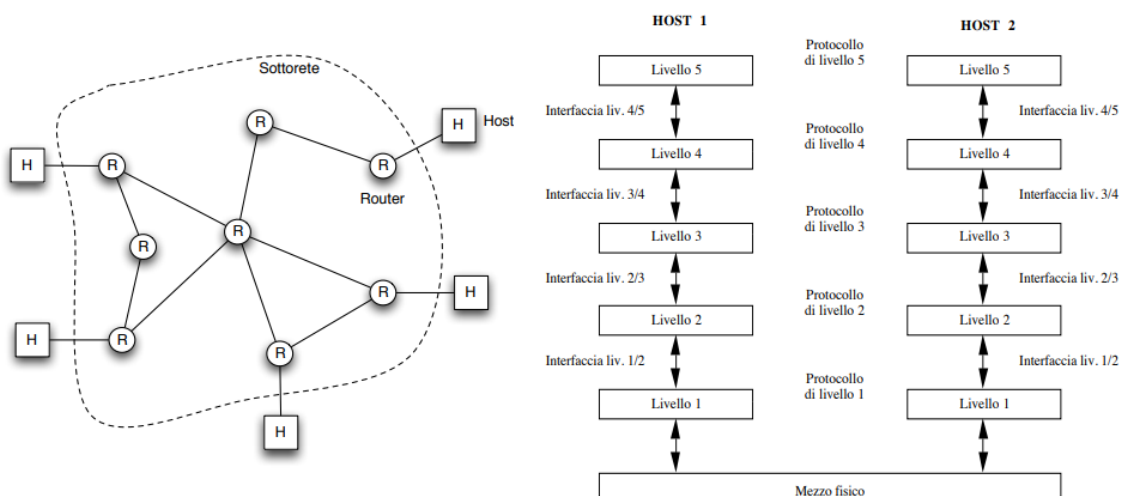 Sottorete
R
H
Host
H
R
R
Router
R
R
R
H
H
R
R
H
HOST 1
HOST 2
Protocollo
di livello 5
Livello 5
Livello 5
Interfaccia liv. 4/5
Interfaccia liv. 4/5
Protocollo
di livello 4
Livello 4
Livello 4
Interfaccia liv. 3/4
Interfaccia liv. 3/4
Protocollo
di livello 3
Livello 3
Livello 3
Interfaccia liv. 2/3
Interfaccia liv. 2/3
Protocollo
di livello 2
Livello 2
Livello 2
Interfaccia liv. 1/2
Interfaccia liv. 1/2
Protocollo
di livello 1
Livello 1
Livello 1
Mezzo fisico